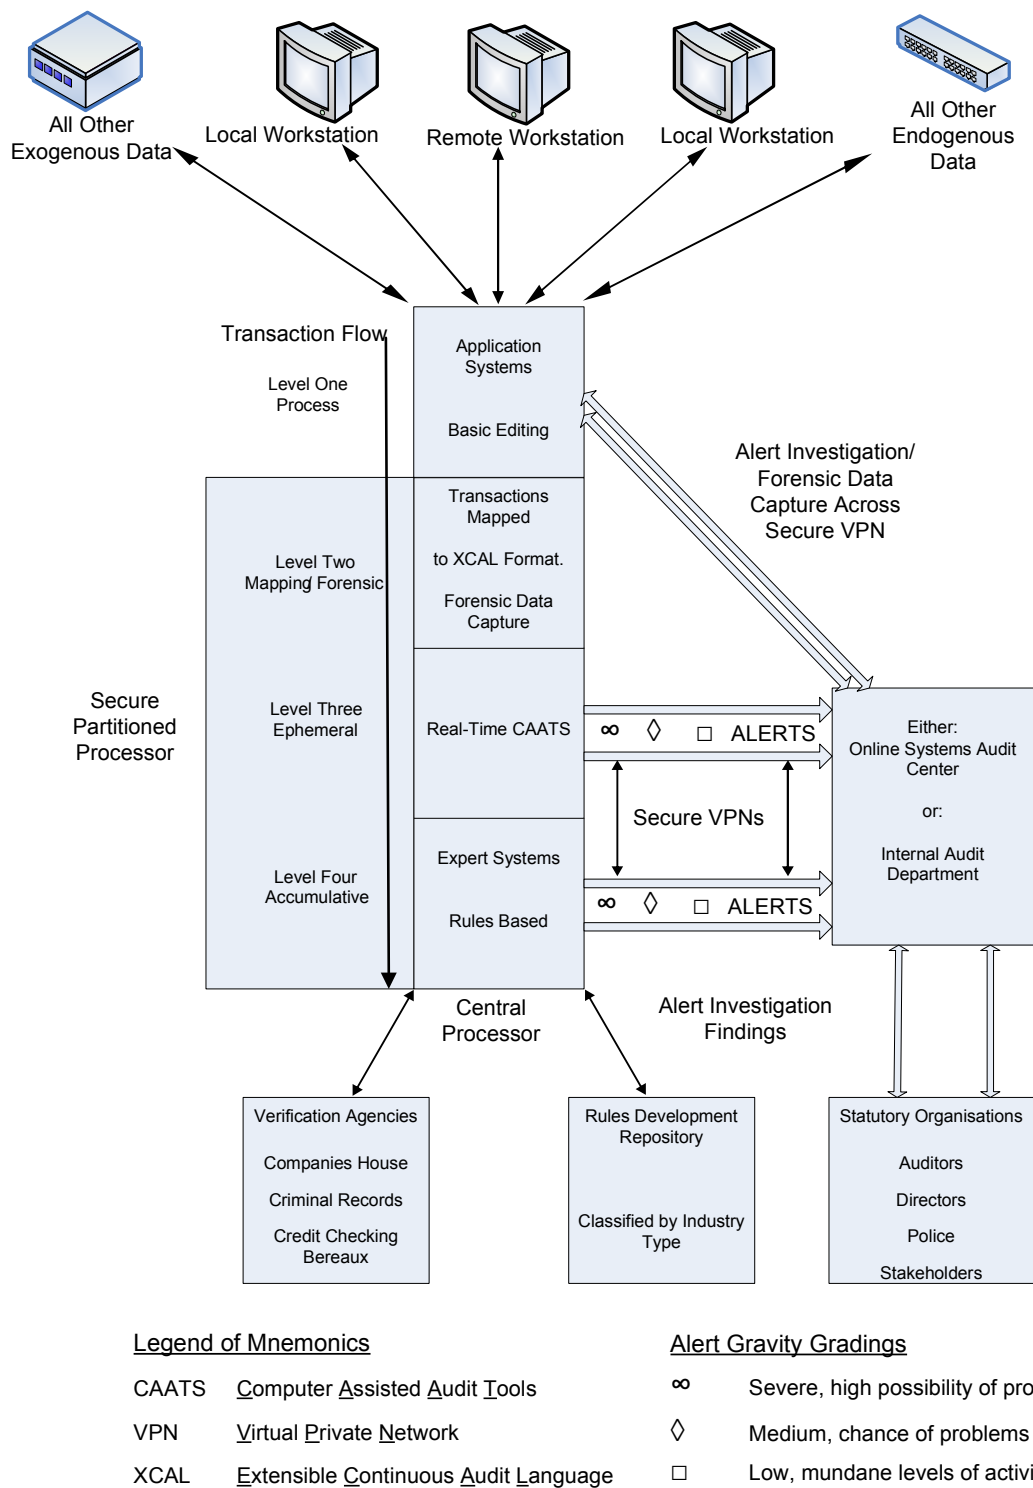 All Other
Exogenous Data
Local Workstation
Remote Workstation
Local Workstation
All Other
Endogenous
Data
Transaction Flow
Level One
Process
Application
Systems
Basic Editing
Alert Investigation/
Forensic Data
Capture Across
Secure VPN
Transactions
Mapped
to XCAL Format.
Forensic Data
Capture
Level Two
Mapping/Forensic
Secure
Partitioned
Processor
Level Three
Ephemeral
Real-Time CAATS
∞ ◊ □ ALERTS
Either:
Online Systems Audit
Center
or:
Internal Audit
Department
Secure VPNs
Level Four
Accumulative
Expert Systems
Rules Based
∞ ◊ □ ALERTS
Central
Processor
Alert Investigation
Findings
Verification Agencies
Companies House
Criminal Records
Credit Checking
Bereaux
Rules Development
Repository
Classified by Industry
Type
Statutory Organisations
Auditors
Directors
Police
Stakeholders
Legend of Mnemonics
CAATS Computer Assisted Audit Tools
VPN Virtual Private Network
XCAL Extensible Continuous Audit Language
Alert Gravity Gradings
∞ Severe, high possibility of
◊ Medium, chance of problems
□ Low, mundane levels of